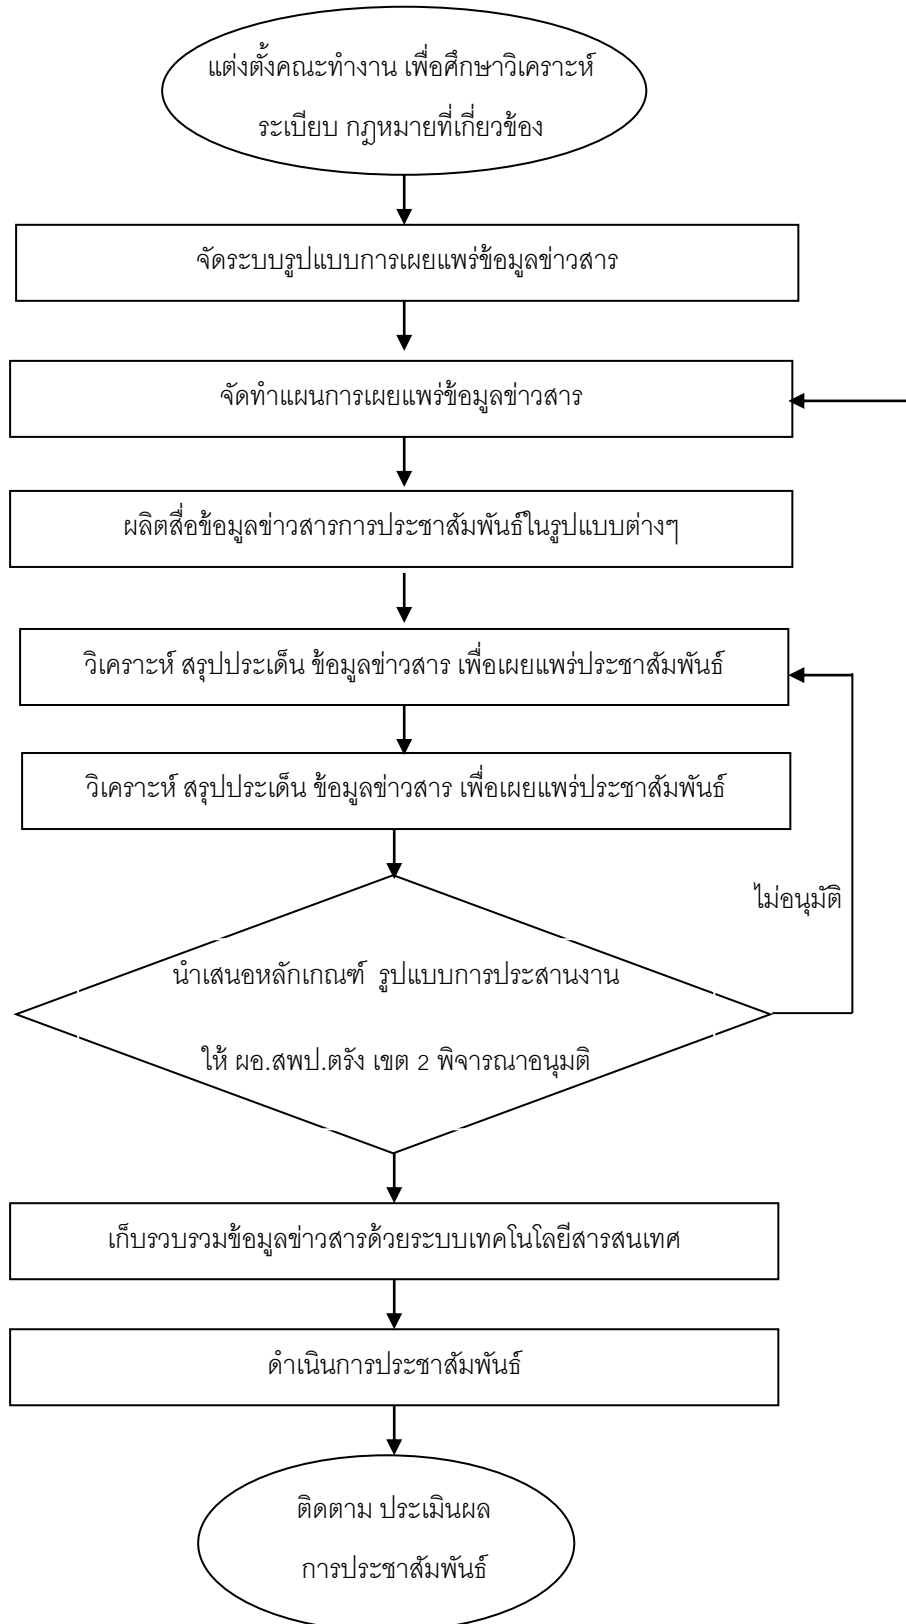 แต่งตั้งคณะทำงาน เพื่อศึกษาวิเคราะห์
ระเบียบ กฎหมายที่เกี่ยวข้อง
จัดระบบรูปแบบการเผยแพร่ข้อมูลข่าวสาร
จัดทำแผนการเผยแพร่ข้อมูลข่าวสาร
ผลิตสื่อข้อมูลข่าวสารการประชาสัมพันธ์ในรูปแบบต่างๆ
วิเคราะห์ สรุปประเด็น ข้อมูลข่าวสาร เพื่อเผยแพร่ประชาสัมพันธ์
วิเคราะห์ สรุปประเด็น ข้อมูลข่าวสาร เพื่อเผยแพร่ประชาสัมพันธ์
ไม่อนุมัติ
นำเสนอหลักเกณฑ์ รูปแบบการประสานงาน
ให้ ผอ.สพป.ตรัง เขต 2 พิจารณาอนุมติ
เก็บรวบรวมข้อมูลข่าวสารด้วยระบบเทคโนโลยีสารสนเทศ
ดำเนินการประชาสัมพันธ์
ติดตาม ประเมินผล
การประชาสัมพันธ์